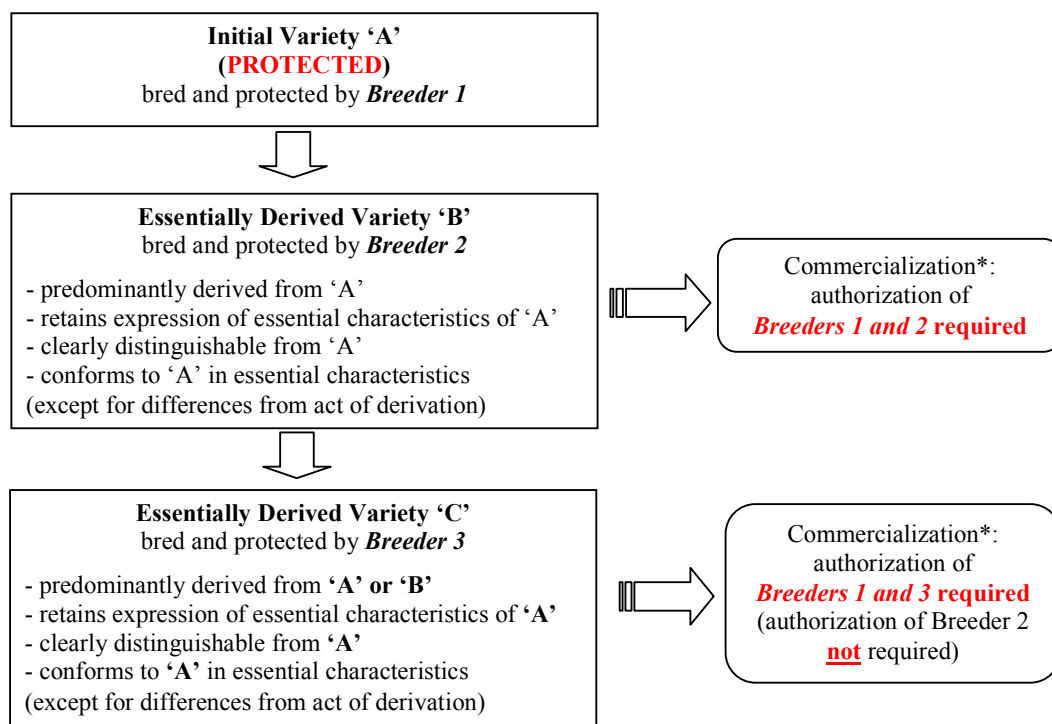 Initial Variety ‘A’
(PROTECTED)
bred and protected by Breeder 1
Essentially Derived Variety ‘B’
bred and protected by Breeder 2
- predominantly derived from ‘A’
- retains expression of essential characteristics of ‘A’
- clearly distinguishable from ‘A’
- conforms to ‘A’ in essential characteristics
(except for differences from act of derivation)
Commercialization*:
authorization of
Breeders 1 and 2 required
Essentially Derived Variety ‘C’
bred and protected by Breeder 3
- predominantly derived from ‘A’ or ‘B’
- retains expression of essential characteristics of ‘A’
- clearly distinguishable from ‘A’
- conforms to ‘A’ in essential characteristics
(except for differences from act of derivation)
Commercialization*:
authorization of
Breeders 1 and 3 required
(authorization of Breeder 2
not required)